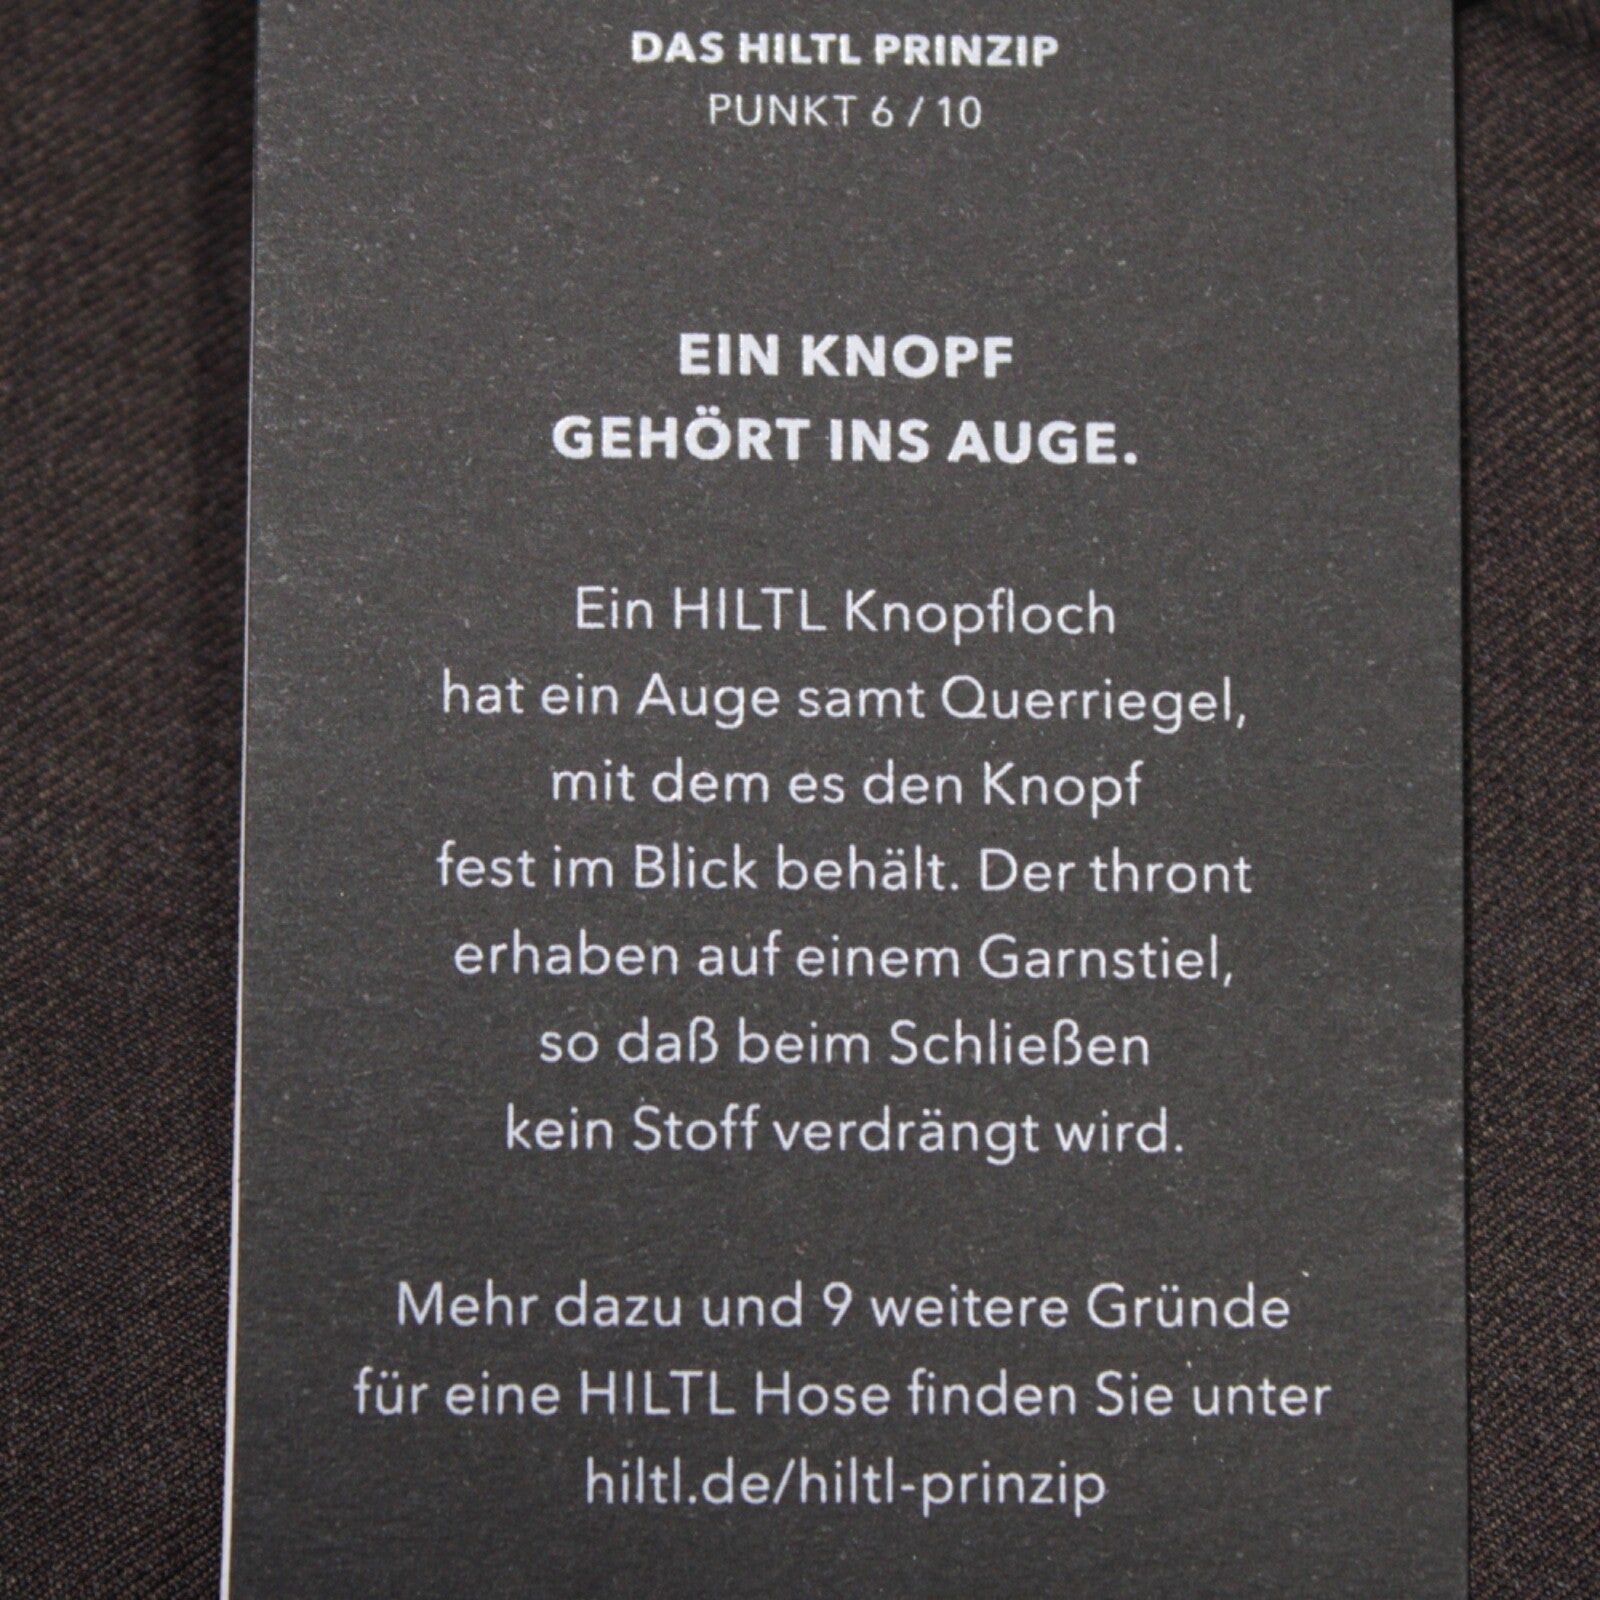 DAS HILTL PRINZIP
PUNKT 6 / 10
EIN KNOPF
GEHÖRT INS AUGE.
Ein HILTL Knopfloch
hat ein Auge samt Querriegel,
mit dem es den Knopf
fest im Blick behält. Der thront
erhaben auf einem Garnstiel,
so daß beim Schließen
kein Stoff verdrängt wird.
Mehr dazu und 9 weitere Gründe
für eine HILTL Hose finden Sie unter
hiltl.de/hiltl-prinzip